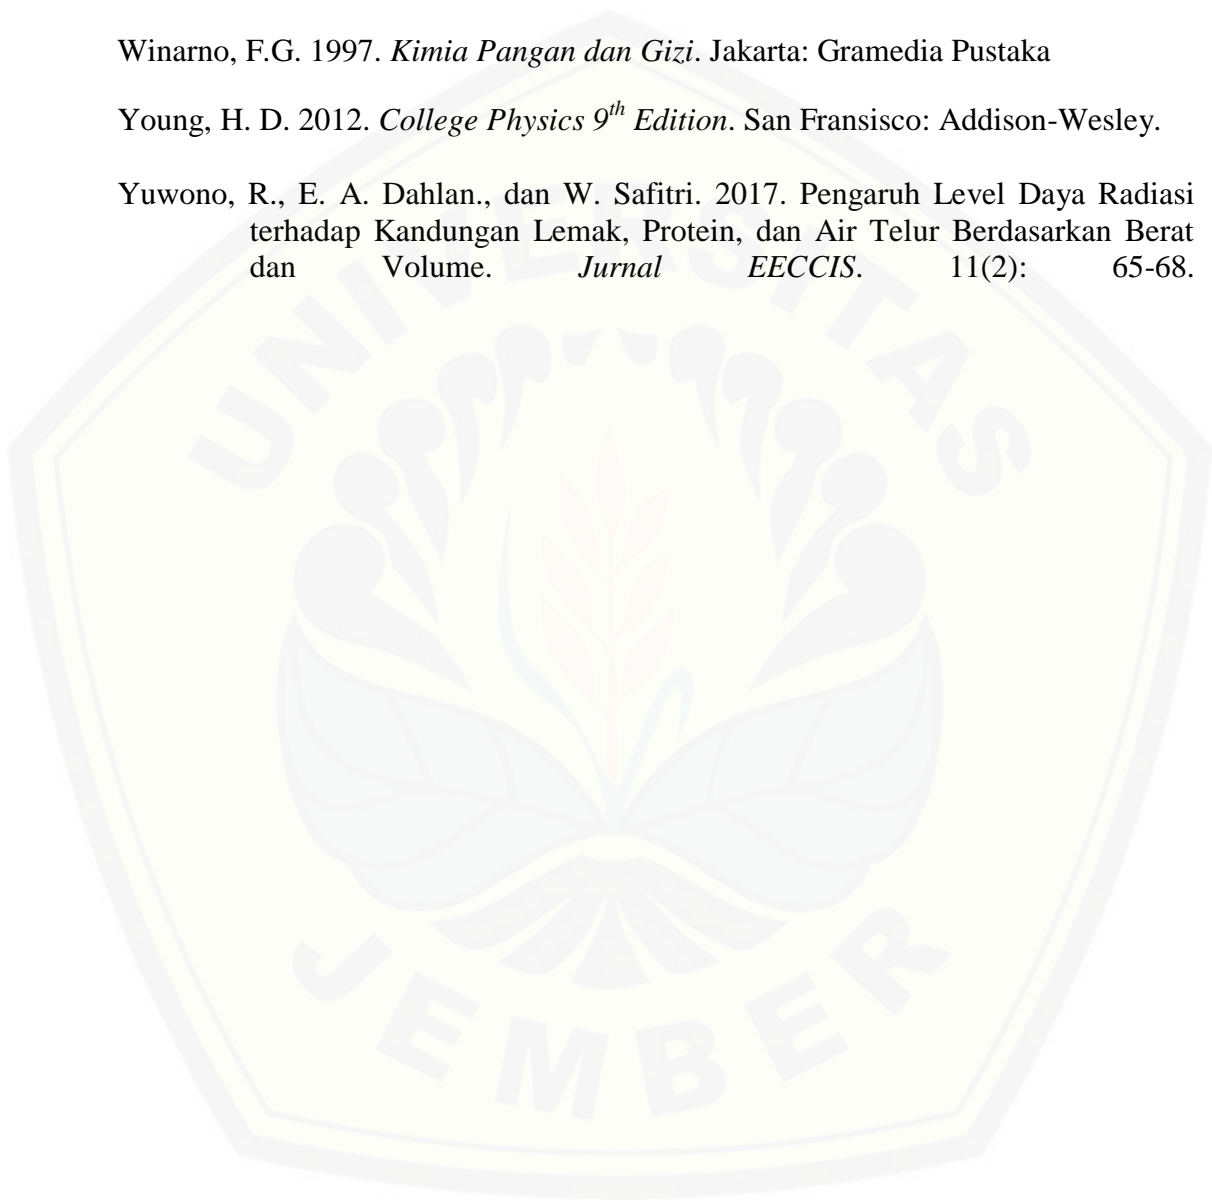 Winarno, F.G. 1997. Kimia Pangan dan Gizi. Jakarta: Gramedia Pustaka
Young, H. D. 2012. College Physics 9th Edition. San Fransisco: Addison-Wesley.
Yuwono, R., E. A. Dahlan., dan W. Safitri. 2017. Pengaruh Level Daya Radiasi
terhadap Kandungan Lemak, Protein, dan Air Telur Berdasarkan Berat
dan Volume. Jurnal EECCIS. 11(2): 65-68.
UNIVERSITAS
JEMBER